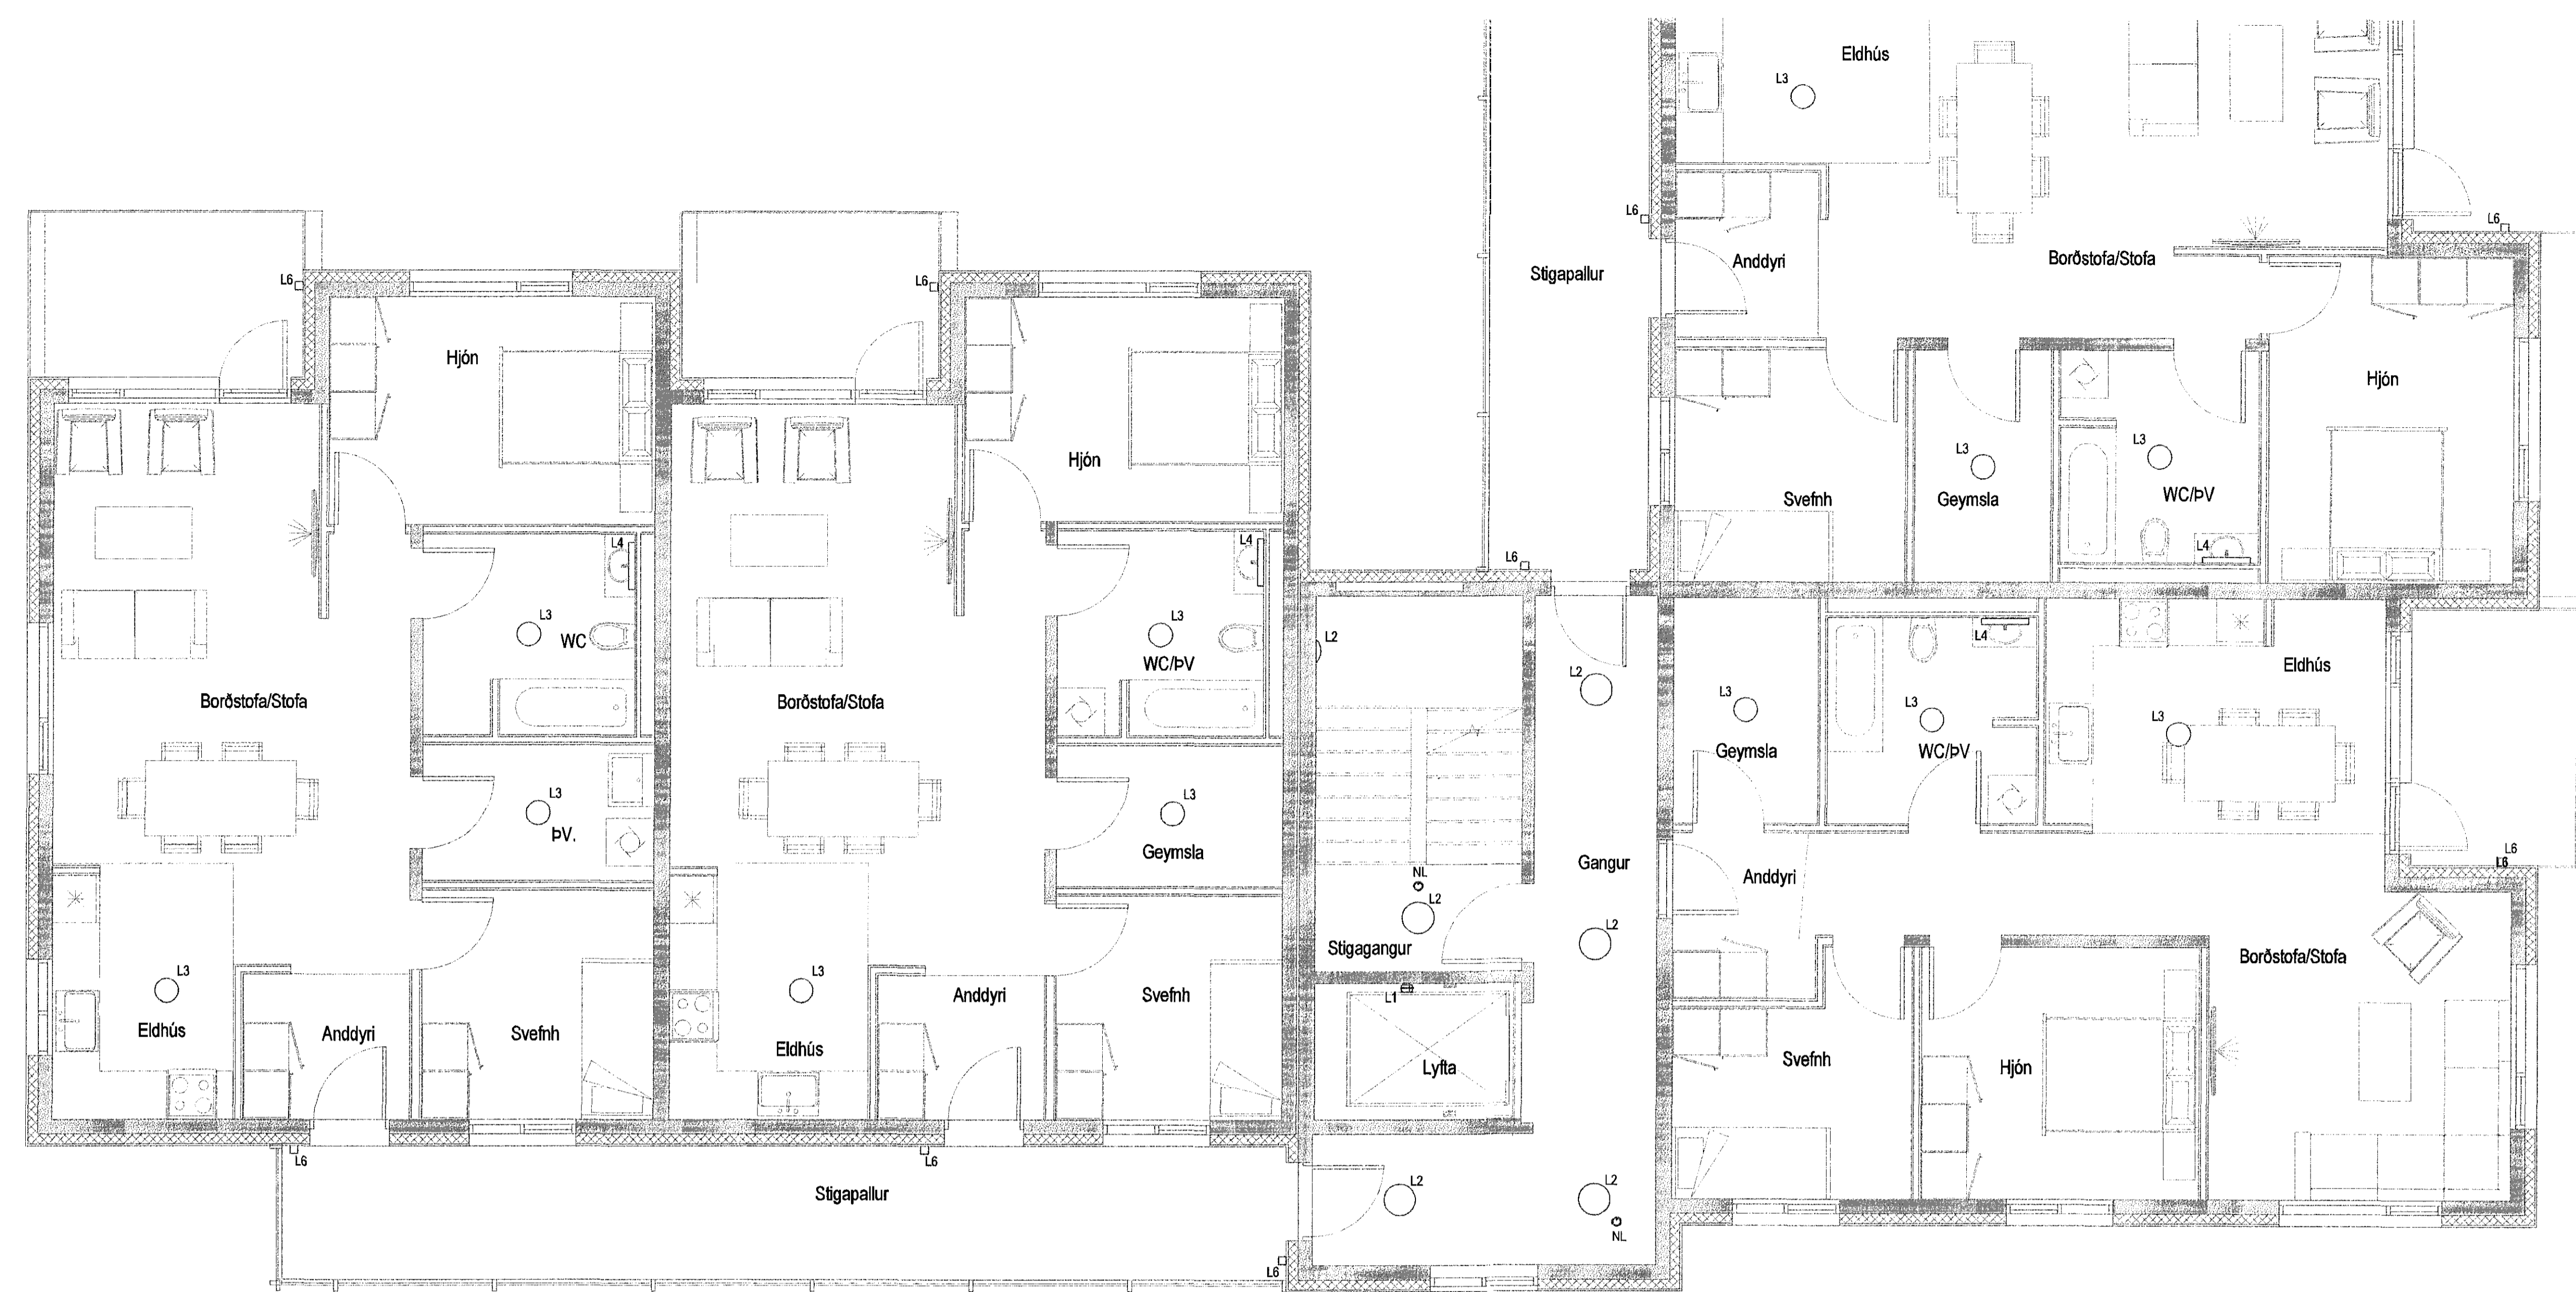 Eldhús
L3
L6
L6
Anddyri
Borðstofa/Stofa
Stigapallur
L6
L6
Hjón
Hjón
Hjón
L3
L3
Svefnh
Geymsla
WC/ÞV
L4
L4
L4
L6
L3
WC
L3
WC/ÞV
L2
L4
L2
Eldhús
Borðstofa/Stofa
Borðstofa/Stofa
L3
Geymsla
L3
WC/ÞV
L3
L3
ÞV.
L3
Geymsla
Gangur
NL
L2
Stigagangur
L2
Anddyri
L6
L6
Borðstofa/Stofa
L3
Eldhús
Anddyri
Svefnh
L3
Eldhús
Anddyri
Svefnh
L1
Lyfta
Svefnh
Hjón
L6
L6
Stigapallur
L2
L2
NL
L6